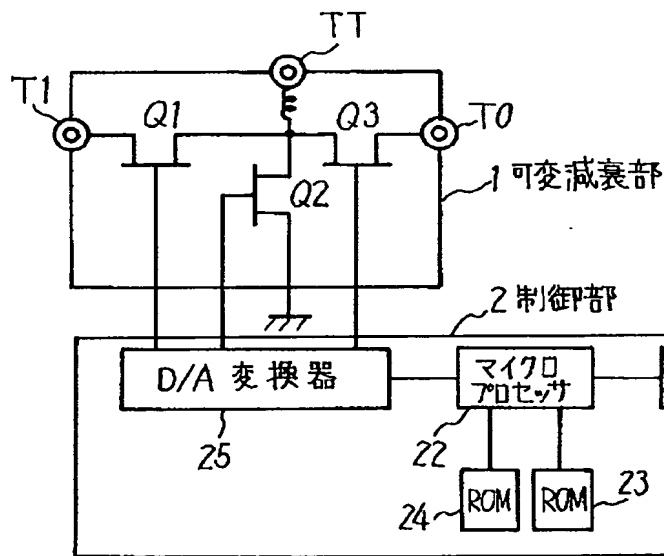 TT
T1
Q1
Q3
TO
Q2
1 可変減衰部
2 制御部
D/A 変換器
マイクロ
プロセッサ
25
22
24
ROM
ROM
23